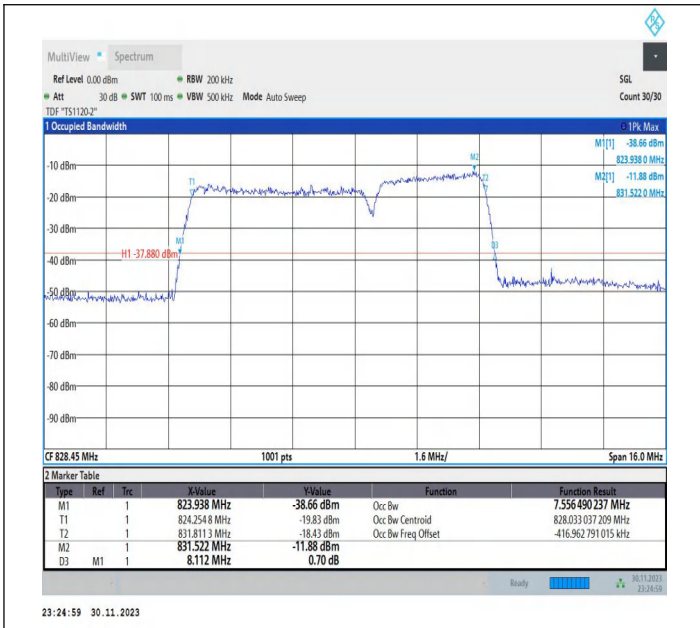 R S
MultiView Spectrum
Ref Level 0.00 dBm RBW 200 kHz SGL
Att 30 dB SWT 100 ms VBW 500 kHz Mode Auto Sweep Count 30/30
TDF "TS1120-2"
1 Occupied Bandwidth 1Pk Max
M1[1] -38.66 dBm
823.938 0 MHz
M2[1] -11.88 dBm
831.522 0 MHz
M2
-10 dBm
T1 T2
-20 dBm
-30 dBm
M1 D3
H1 -37.880 dBm
-40 dBm
-50 dBm
-60 dBm
-70 dBm
-80 dBm
-90 dBm
CF 828.45 MHz 1001 pts 1.6 MHz/ Span 16.0 MHz
2 Marker Table
Type Ref Trc X-Value Y-Value Function Function Result
M1 1 823.938 MHz -38.66 dBm Occ Bw 7.556 490 237 MHz
T1 1 824.254 8 MHz -19.83 dBm Occ Bw Centroid 828.033 037 209 MHz
T2 1 831.811 3 MHz -18.43 dBm Occ Bw Freq Offset -416.962 791 015 kHz
M2 1 831.522 MHz -11.88 dBm
D3 M1 1 8.112 MHz 0.70 dB
Ready 30.11.2023
23:24:59
23:24:59 30.11.2023